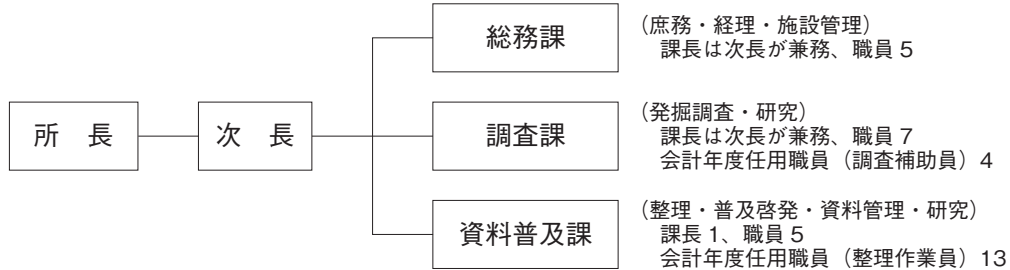 所　長
次　長
総務課
（庶務・経理・施設管理）
課長は次長が兼務、職員 5
調査課
（発掘調査・研究）
課長は次長が兼務、職員 7
会計年度任用職員（調査補助員）4
資料普及課
（整理・普及啓発・資料管理・研究）
課長 1、職員 5
会計年度任用職員（整理作業員）13